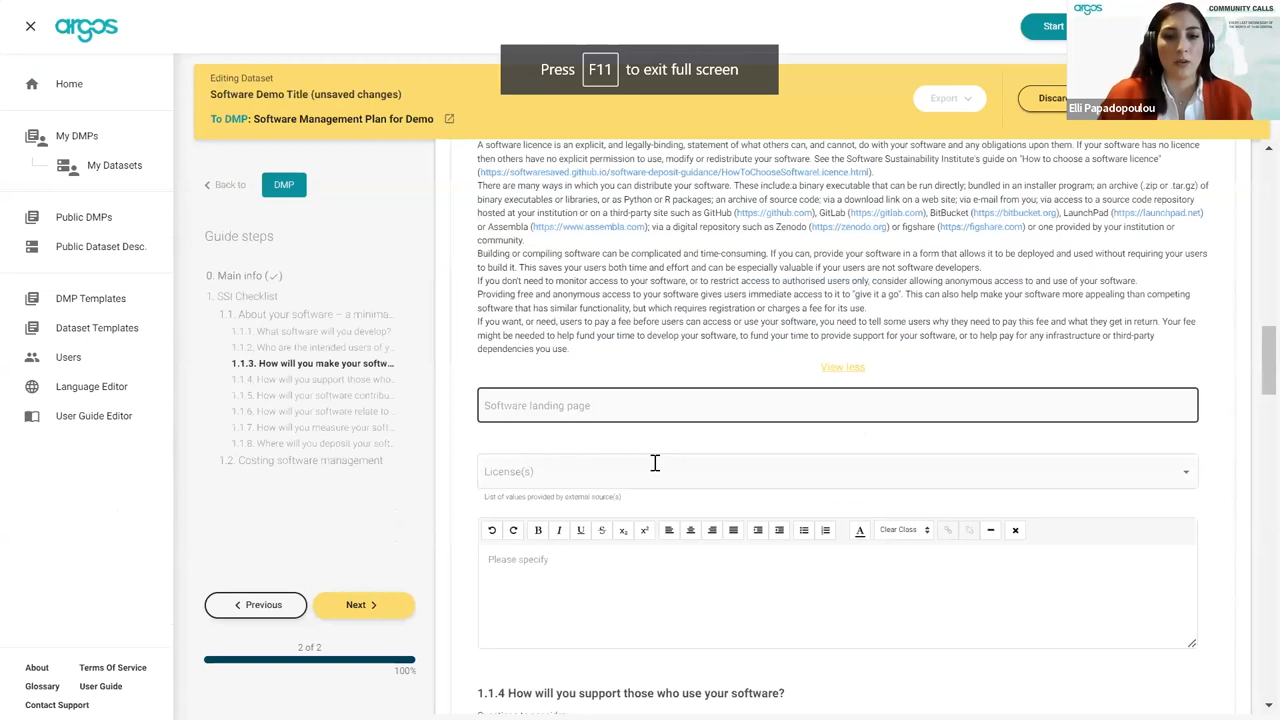 argos
Start
argos
COMMUNITY CALLS
Elli Papadopoulou
Press F11 to exit full screen
Home
My DMPs
My Datasets
Public DMPs
Public Dataset Desc.
DMP Templates
Dataset Templates
Users
Language Editor
User Guide Editor
About Terms Of Service
Glossary User Guide
Contact Support
Editing Dataset
Software Demo Title (unsaved changes)
To DMP: Software Management Plan for Demo
Export
Discar
Back to DMP
Guide steps
0. Main info (✓)
1. SSI Checklist
1.1. About your software – a minima...
1.1.1. What software will you develop?
1.1.2. Who are the intended users of y...
1.1.3. How will you make your softw...
1.1.4. How will you support those who...
1.1.5. How will your software contribu...
1.1.6. How will your software relate to ...
1.1.7. How will you measure your soft...
1.1.8. Where will you deposit your soft...
1.2. Costing software management
Previous
Next
2 of 2
100%
A software licence is an explicit, and legally-binding, statement of what others can, and cannot, do with your software and any obligations upon them. If your software has no licence
then others have no explicit permission to use, modify or redistribute your software. See the Software Sustainability Institute's guide on "How to choose a software licence"
(https://softwaresaved.github.io/software-deposit-guidance/HowToChooseSoftwareLicence.html).
There are many ways in which you can distribute your software. These include:a binary executable that can be run directly; bundled in an installer program; an archive (.zip or .tar.gz) of
binary executables or libraries, or as Python or R packages; an archive of source code: via a download link on a web site; via e-mail from you; via access to a source code repository
hosted at your institution or on a third-party site such as GitHub (https://github.com), GitLab (https://gitlab.com), BitBucket (https://bitbucket.org), LaunchPad (https://launchpad.net)
or Assembla (https://www.assembla.com); via a digital repository such as Zenodo (https://zenodo.org) or figshare (https://figshare.com) or one provided by your institution or
community.
Building or compiling software can be complicated and time-consuming. If you can, provide your software in a form that allows it to be deployed and used without requiring your users
to build it. This saves your users both time and effort and can be especially valuable if your users are not software developers.
If you don't need to monitor access to your software, or to restrict access to authorised users only, consider allowing anonymous access to and use of your software.
Providing free and anonymous access to your software gives users immediate access to it to "give it a go". This can also help make your software more appealing than competing
software that has similar functionality, but which requires registration or charges a fee for its use.
If you want, or need, users to pay a fee before users can access or use your software, you need to tell some users why they need to pay this fee and what they get in return. Your fee
might be needed to help fund your time to develop your software, to fund your time to provide support for your software, or to help pay for any infrastructure or third-party
dependencies you use.
View less
Software landing page
License(s)
List of values provided by external source(s)
B I U S x₂ x² A Clear Class
Please specify
1.1.4 How will you support those who use your software?